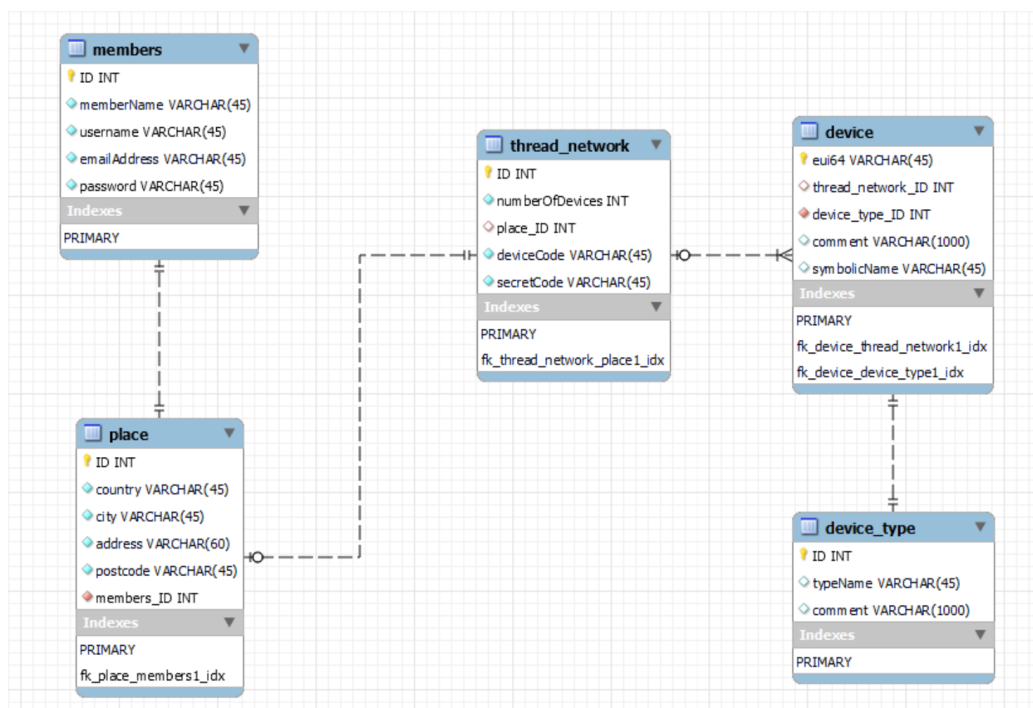 members
ID INT
memberName VARCHAR(45)
username VARCHAR(45)
emailAddress VARCHAR(45)
password VARCHAR(45)
Indexes
PRIMARY
place
ID INT
country VARCHAR(45)
city VARCHAR(45)
address VARCHAR(60)
postcode VARCHAR(45)
members_ID INT
Indexes
PRIMARY
fk_place_members1_idx
thread_network
ID INT
numberOfDevices INT
place_ID INT
deviceCode VARCHAR(45)
secretCode VARCHAR(45)
Indexes
PRIMARY
fk_thread_network_place1_idx
device
eui64 VARCHAR(45)
thread_network_ID INT
device_type_ID INT
comment VARCHAR(1000)
symbolicName VARCHAR(45)
Indexes
PRIMARY
fk_device_thread_network1_idx
fk_device_device_type1_idx
device_type
ID INT
typeName VARCHAR(45)
comment VARCHAR(1000)
Indexes
PRIMARY